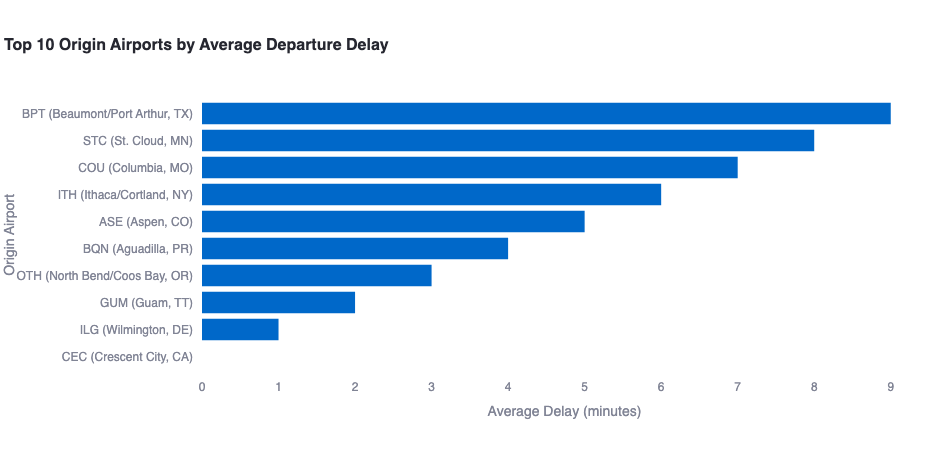 Top 10 Origin Airports by Average Departure Delay
Origin Airport
BPT (Beaumont/Port Arthur, TX)
STC (St. Cloud, MN)
COU (Columbia, MO)
ITH (Ithaca/Cortland, NY)
ASE (Aspen, CO)
BQN (Aguadilla, PR)
OTH (North Bend/Coos Bay, OR)
GUM (Guam, TT)
ILG (Wilmington, DE)
CEC (Crescent City, CA)
0 1 2 3 4 5 6 7 8 9
Average Delay (minutes)